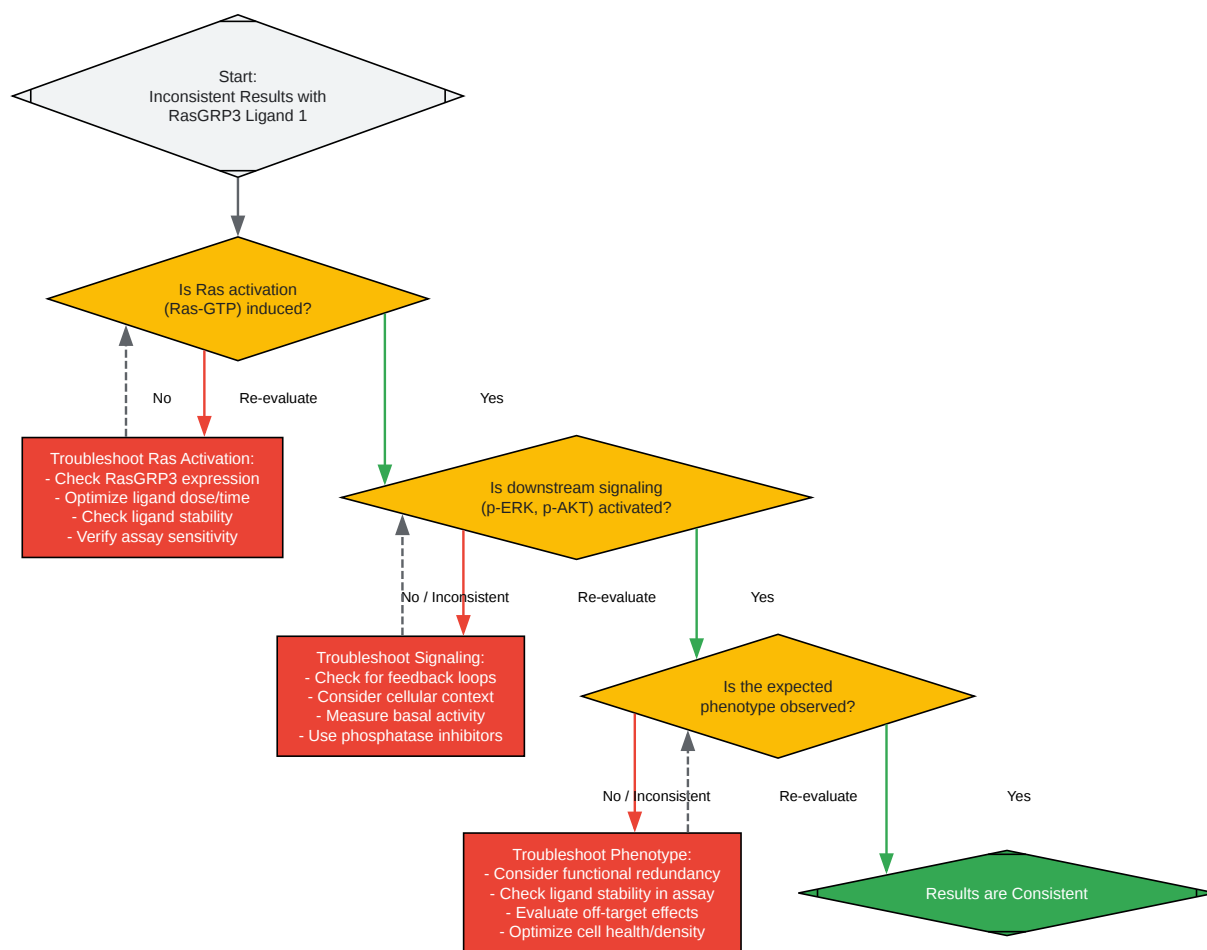 Start:
Inconsistent Results with
RasGRP3 Ligand 1
Is Ras activation
(Ras-GTP) induced?
No
Re-evaluate
Yes
Troubleshoot Ras Activation:
- Check RasGRP3 expression
- Optimize ligand dose/time
- Check ligand stability
- Verify assay sensitivity
Is downstream signaling
(p-ERK, p-AKT) activated?
No / Inconsistent
Re-evaluate
Yes
Troubleshoot Signaling:
- Check for feedback loops
- Consider cellular context
- Measure basal activity
- Use phosphatase inhibitors
Is the expected
phenotype observed?
No / Inconsistent
Re-evaluate
Yes
Troubleshoot Phenotype:
- Consider functional redundancy
- Check ligand stability in assay
- Evaluate off-target effects
- Optimize cell health/density
Results are Consistent